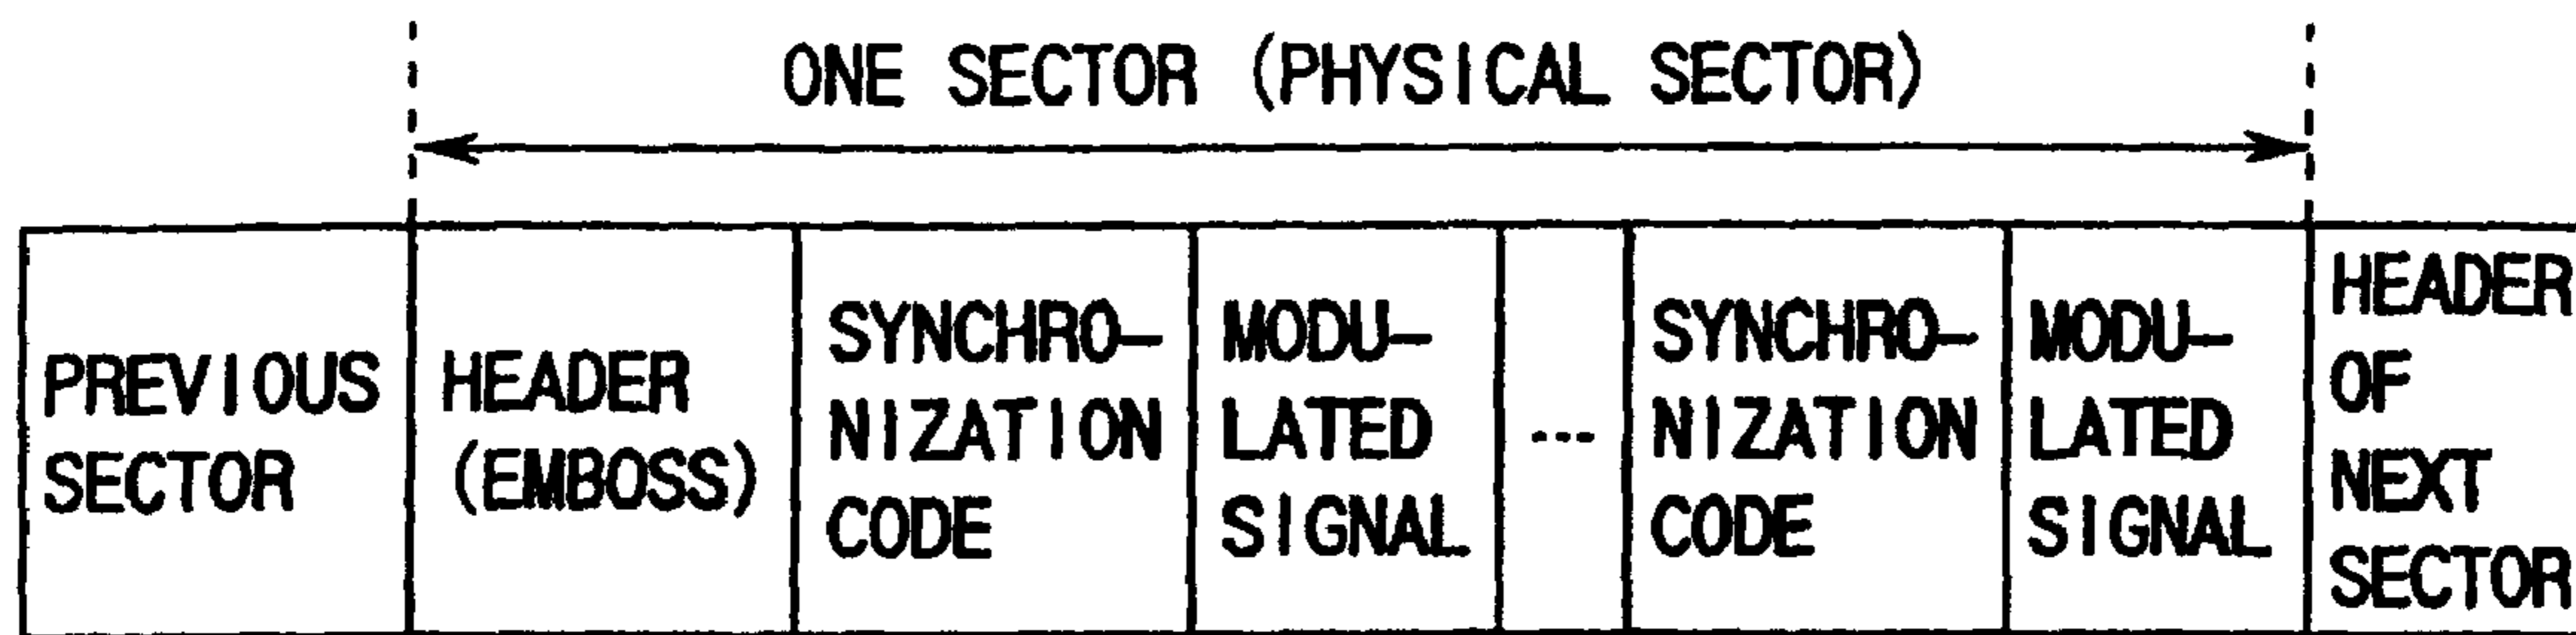 ONE SECTOR (PHYSICAL SECTOR)
PREVIOUS
SECTOR
HEADER
(EMBOSS)
SYNCHRO-
NIZATION
CODE
MODU-
LATED
SIGNAL
---
SYNCHRO-
NIZATION
CODE
MODU-
LATED
SIGNAL
HEADER
OF
NEXT
SECTOR